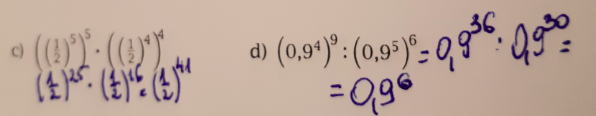 c) ((1/2)^5)^5 · ((1/2)^4)^4
(1/2)^25 · (1/2)^16 = (1/2)^41
d) (0,9^4)^9 : (0,9^5)^6 = 0,9^36 : 0,9^30 =
= 0,9^6